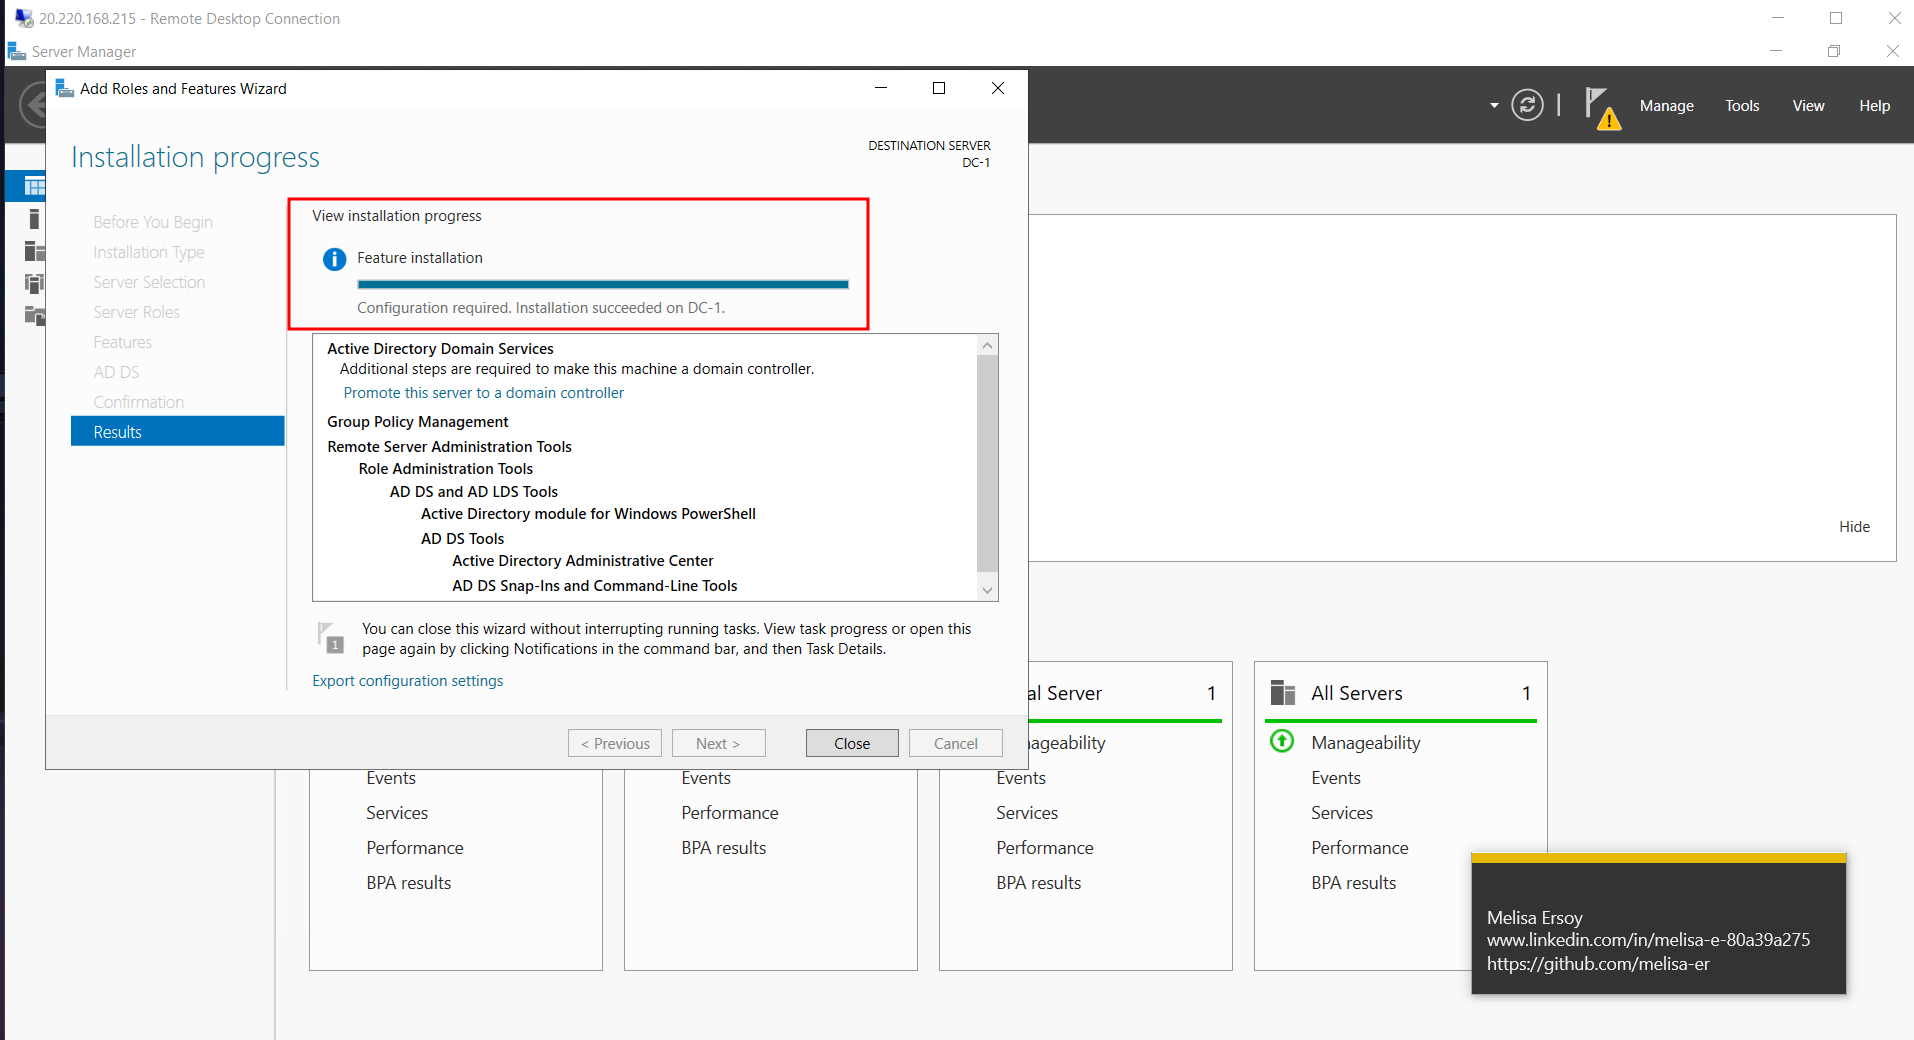 20.220.168.215 - Remote Desktop Connection
Server Manager
Add Roles and Features Wizard
Manage Tools View Help
Installation progress
DESTINATION SERVER
DC-1
Before You Begin
Installation Type
Server Selection
Server Roles
Features
AD DS
Confirmation
Results
View installation progress
Feature installation
Configuration required. Installation succeeded on DC-1.
Active Directory Domain Services
Additional steps are required to make this machine a domain controller.
Promote this server to a domain controller
Group Policy Management
Remote Server Administration Tools
Role Administration Tools
AD DS and AD LDS Tools
Active Directory module for Windows PowerShell
AD DS Tools
Active Directory Administrative Center
AD DS Snap-Ins and Command-Line Tools
1
You can close this wizard without interrupting running tasks. View task progress or open this
page again by clicking Notifications in the command bar, and then Task Details.
Export configuration settings
< Previous
Next >
Close
Cancel
Hide
Events
Services
Performance
BPA results
Events
Performance
BPA results
al Server 1
nageability
Events
Services
Performance
BPA results
All Servers 1
Manageability
Events
Services
Performance
BPA results
Melisa Ersoy
www.linkedin.com/in/melisa-e-80a39a275
https://github.com/melisa-er